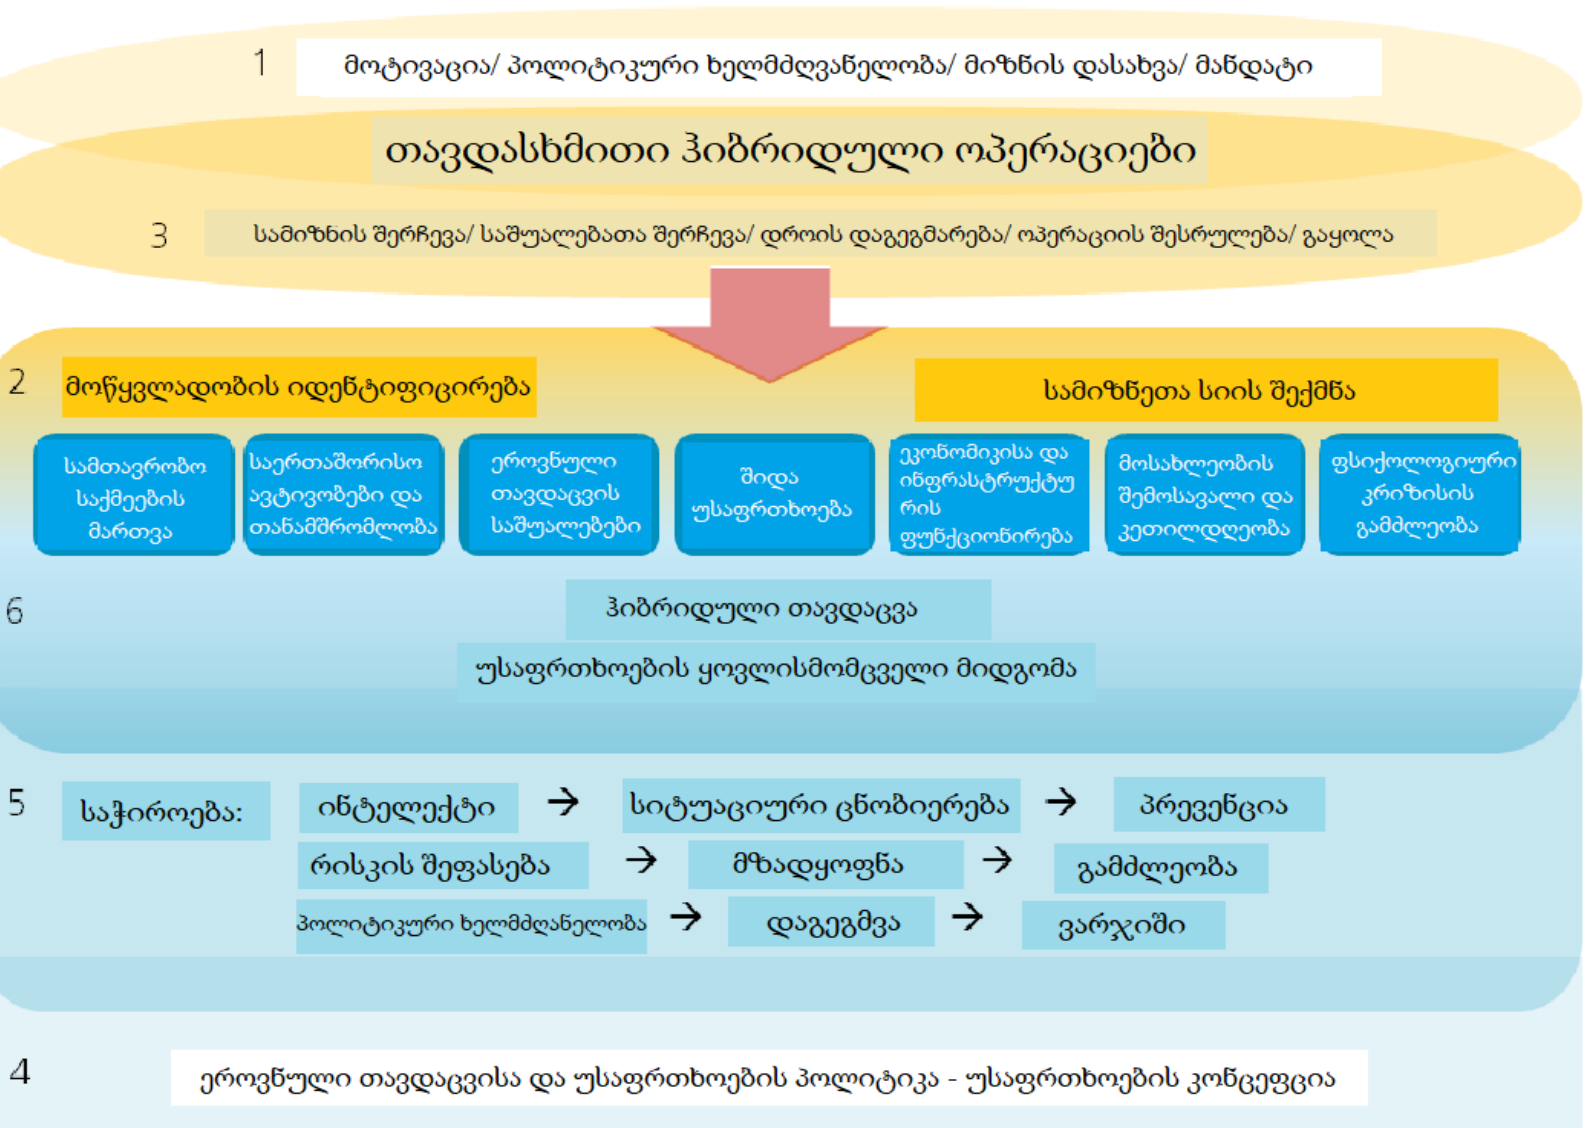 1 მოტივაცია/ პოლიტიკური ხელმძღვანელობა/ მიზნის დასახვა/ მანდატი
თავდასხმითი ჰიბრიდული ოპერაციები
3 სამიზნის შერჩევა/ საშუალებათა შერჩევა/ დროის დაგეგმარება/ ოპერაციის შესრულება/ გაყოლა
2 მოწყვლადობის იდენტიფიცირება
სამიზნეთა სიის შექმნა
სამთავრობო
საქმეების
მართვა
საერთაშორისო
ავტივობები და
თანამშრომლობა
ეროვნული
თავდაცვის
საშუალებები
შიდა
უსაფრთხოება
ეკონომიკისა და
ინფრასტრუქტუ
რის
ფუნქციონირება
მოსახლეობის
შემოსავალი და
კეთილდღეობა
ფსიქოლოგიური
კრიზისის
გამძლეობა
6 ჰიბრიდული თავდაცვა
უსაფრთხოების ყოვლისმომცველი მიდგომა
5 საჭიროება: ინტელექტი → სიტუაციური ცნობიერება → პრევენცია
რისკის შეფასება → მზადყოფნა → გამძლეობა
პოლიტიკური ხელმძღანელობა → დაგეგმვა → ვარჯიში
4 ეროვნული თავდაცვისა და უსაფრთხოების პოლიტიკა - უსაფრთხოების კონცეფცია